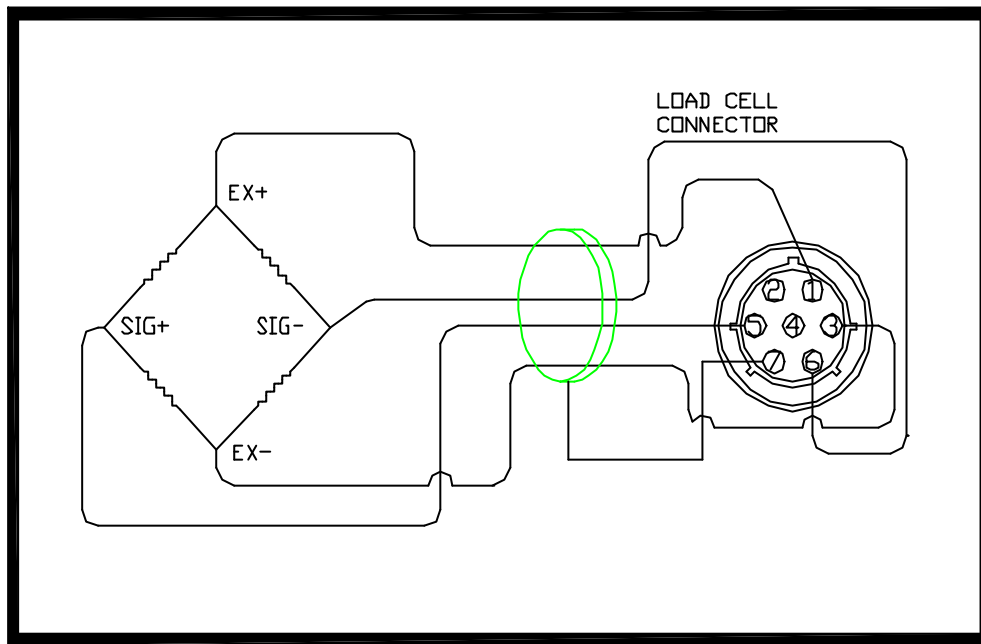 LOAD CELL
CONNECTOR
EX+
SIG+ SIG-
EX-
2 1
5 4 3
7 6